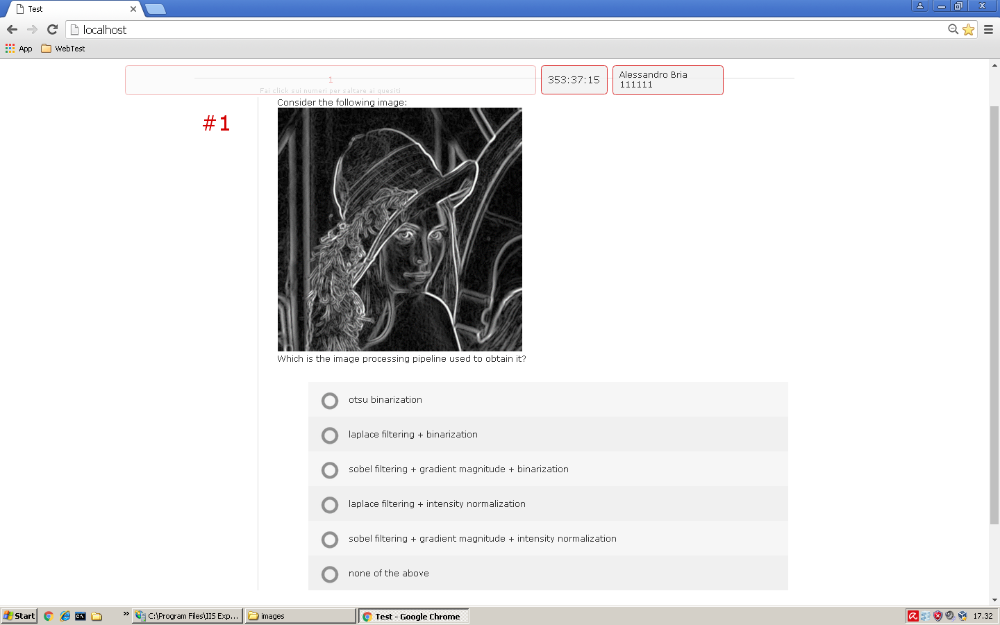 Test
localhost
App
WebTest
1
Fai click sui numeri per saltare ai quesiti
353:37:15
Alessandro Bria
111111
#1
Consider the following image:
Which is the image processing pipeline used to obtain it?
otsu binarization
laplace filtering + binarization
sobel filtering + gradient magnitude + binarization
laplace filtering + intensity normalization
sobel filtering + gradient magnitude + intensity normalization
none of the above
Start
»
C:\Program Files\IIS Exp...
images
Test - Google Chrome
17.32